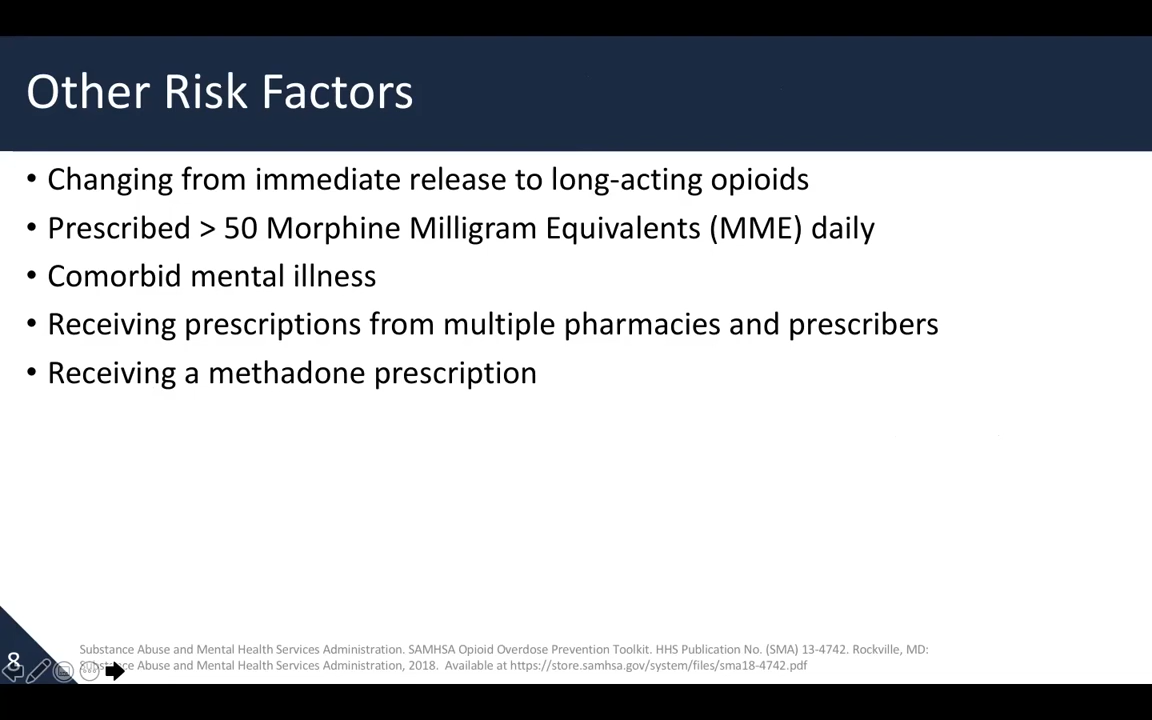 Other Risk Factors
• Changing from immediate release to long-acting opioids
• Prescribed > 50 Morphine Milligram Equivalents (MME) daily
• Comorbid mental illness
• Receiving prescriptions from multiple pharmacies and prescribers
• Receiving a methadone prescription
Substance Abuse and Mental Health Services Administration. SAMHSA Opioid Overdose Prevention Toolkit. HHS Publication No. (SMA) 13-4742. Rockville, MD:
Substance Abuse and Mental Health Services Administration, 2018. Available at https://store.samhsa.gov/system/files/sma18-4742.pdf
8